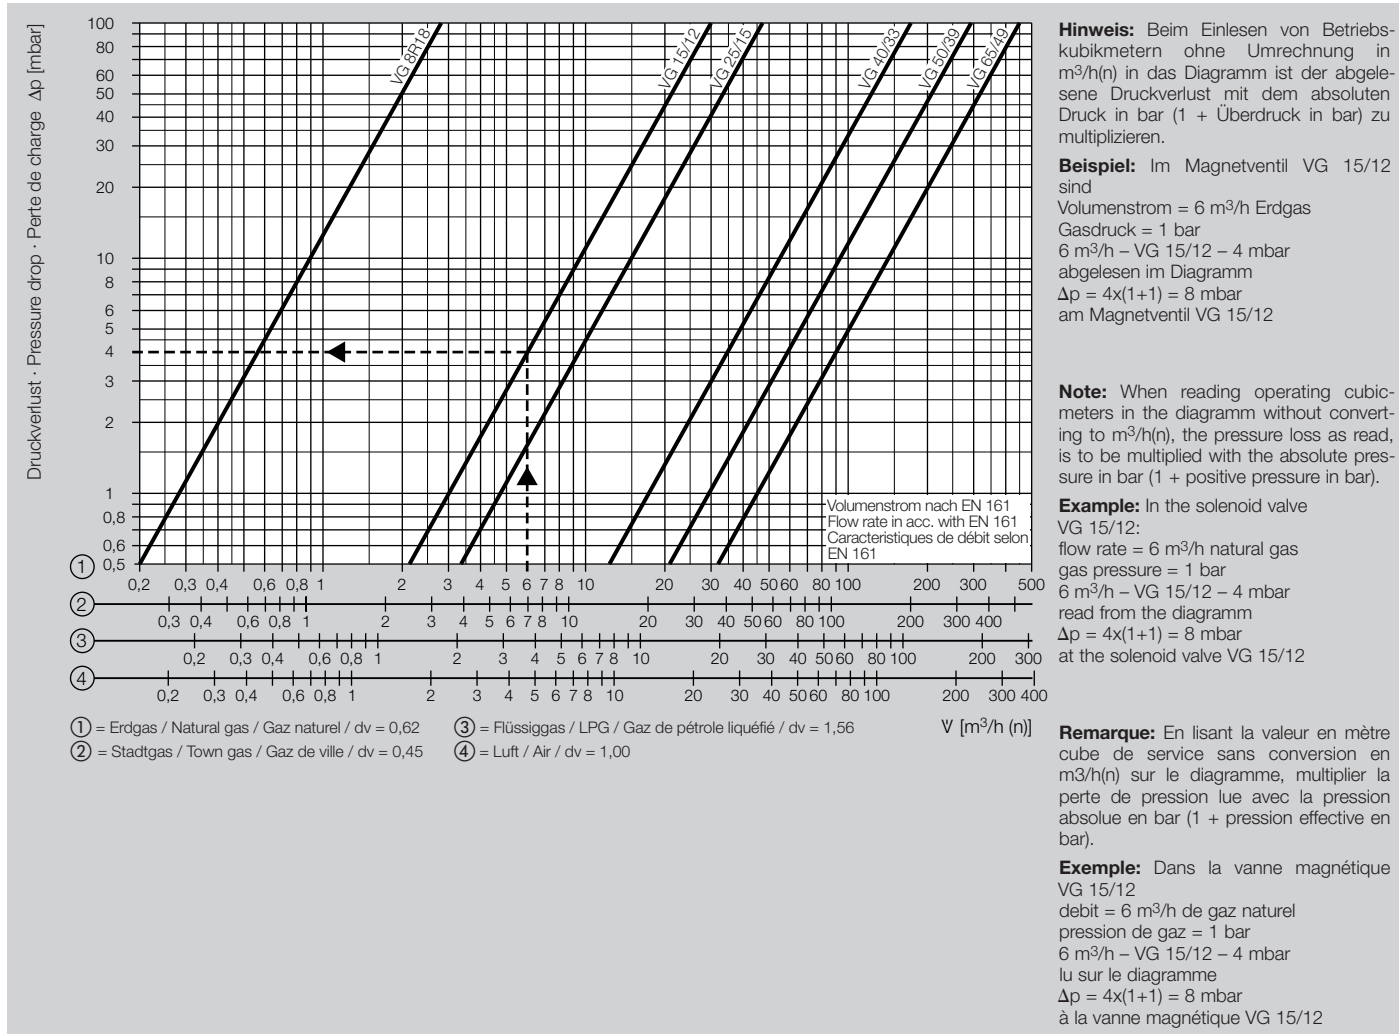 Druckverlust · Pressure drop · Perte de charge Δp [mbar]
100
80
60
50
40
30
20
10
8
6
5
4
3
2
1
0,8
0,6
0,5
VG 8R18
VG 15/12
VG 25/15
VG 40/33
VG 50/39
VG 65/49
Volumenstrom nach EN 161
Flow rate in acc. with EN 161
Caracteristiques de débit selon
EN 161
① 0,2 0,3 0,4 0,6 0,8 1 2 3 4 5 6 7 8 10 20 30 40 50 60 80 100 200 300 500
② 0,3 0,4 0,6 0,8 1 2 3 4 5 6 7 8 10 20 30 40 50 60 80 100 200 300 400
③ 0,2 0,3 0,4 0,6 0,8 1 2 3 4 5 6 7 8 10 20 30 40 50 60 80 100 200 300
④ 0,2 0,3 0,4 0,6 0,8 1 2 3 4 5 6 7 8 10 20 30 40 50 60 80 100 200 300 400
① = Erdgas / Natural gas / Gaz naturel / dv = 0,62
② = Stadtgas / Town gas / Gaz de ville / dv = 0,45
③ = Flüssiggas / LPG / Gaz de pétrole liquéfié / dv = 1,56
④ = Luft / Air / dv = 1,00
V̇ [m³/h (n)]
Hinweis: Beim Einlesen von Betriebs-
kubikmetern ohne Umrechnung in
m³/h(n) in das Diagramm ist der abgele-
sene Druckverlust mit dem absoluten
Druck in bar (1 + Überdruck in bar) zu
multiplizieren.
Beispiel: Im Magnetventil VG 15/12
sind
Volumenstrom = 6 m³/h Erdgas
Gasdruck = 1 bar
6 m³/h – VG 15/12 – 4 mbar
abgelesen im Diagramm
Δp = 4x(1+1) = 8 mbar
am Magnetventil VG 15/12
Note: When reading operating cubic-
meters in the diagramm without convert-
ing to m³/h(n), the pressure loss as read,
is to be multiplied with the absolute pres-
sure in bar (1 + positive pressure in bar).
Example: In the solenoid valve
VG 15/12:
flow rate = 6 m³/h natural gas
gas pressure = 1 bar
6 m³/h – VG 15/12 – 4 mbar
read from the diagramm
Δp = 4x(1+1) = 8 mbar
at the solenoid valve VG 15/12
Remarque: En lisant la valeur en mètre
cube de service sans conversion en
m3/h(n) sur le diagramme, multiplier la
perte de pression lue avec la pression
absolue en bar (1 + pression effective en
bar).
Exemple: Dans la vanne magnétique
VG 15/12
debit = 6 m³/h de gaz naturel
pression de gaz = 1 bar
6 m³/h – VG 15/12 – 4 mbar
lu sur le diagramme
Δp = 4x(1+1) = 8 mbar
à la vanne magnétique VG 15/12